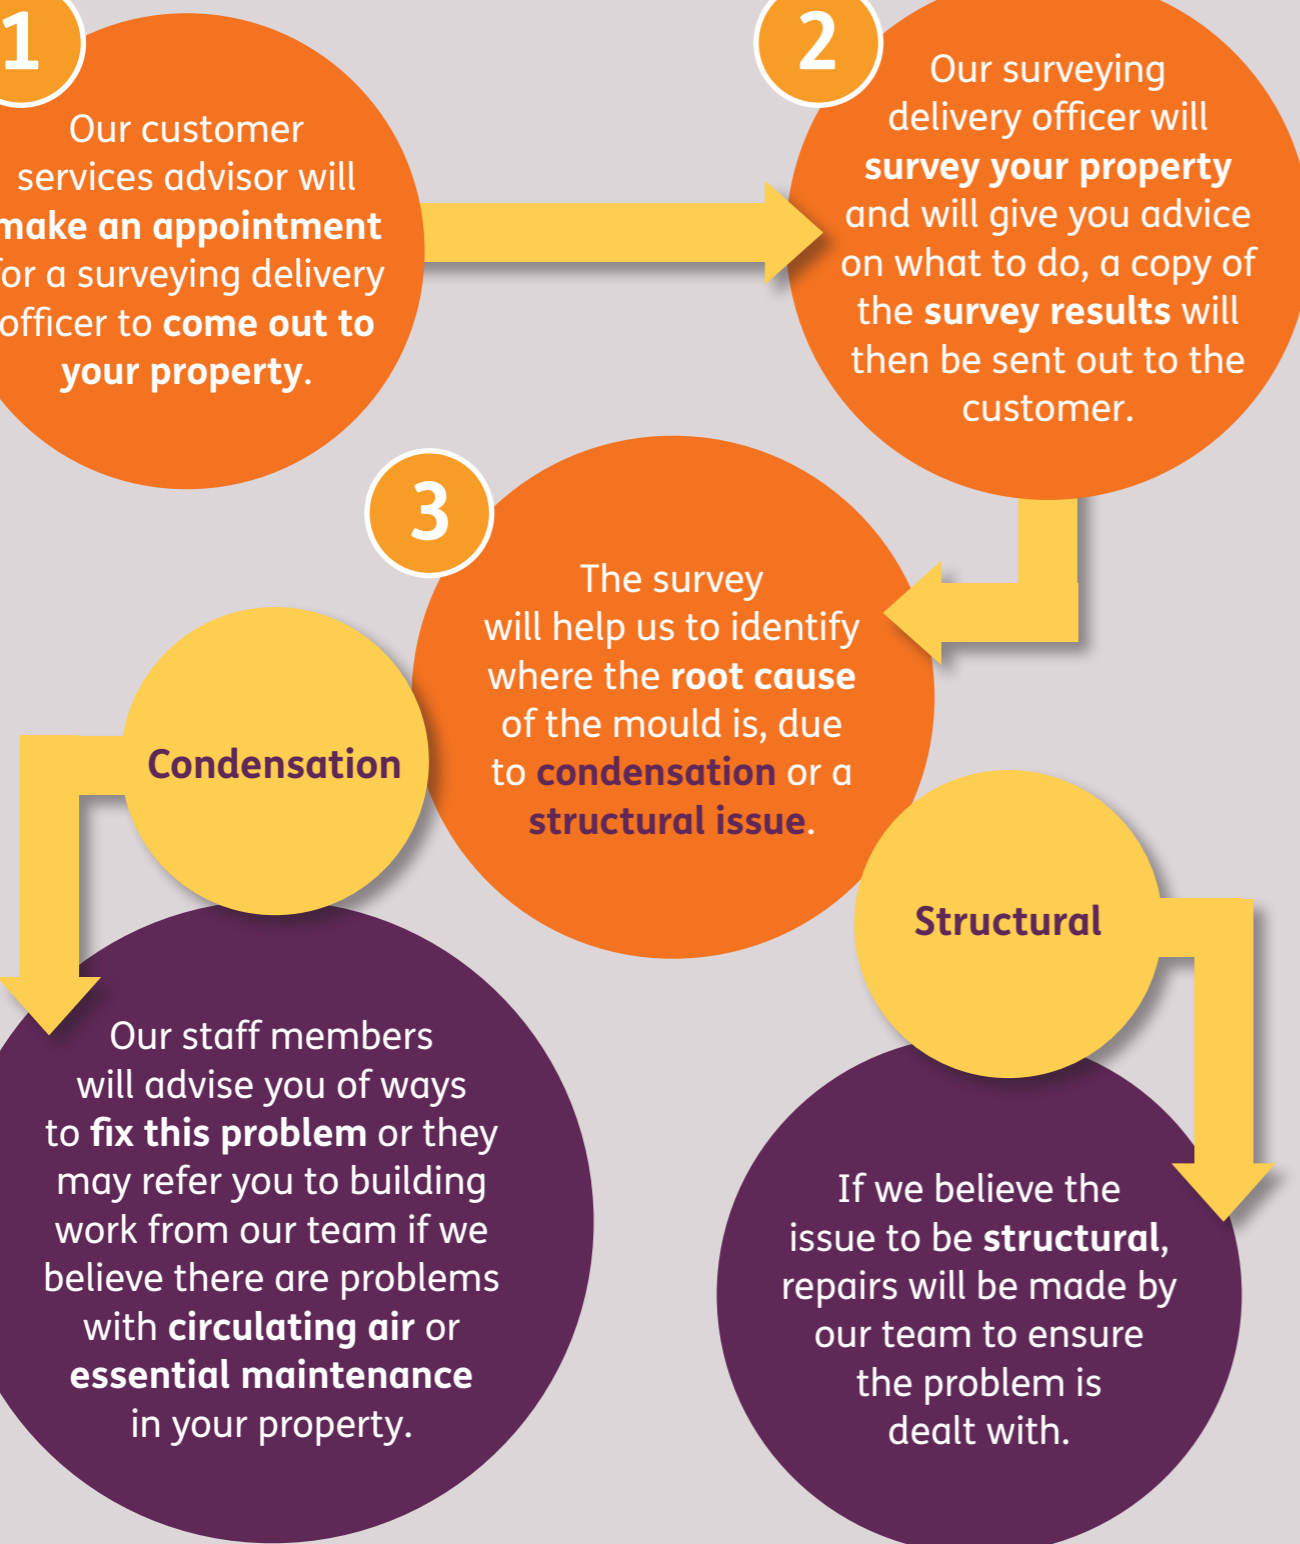 1
Our customer
services advisor will
make an appointment
for a surveying delivery
officer to come out to
your property.
2
Our surveying
delivery officer will
survey your property
and will give you advice
on what to do, a copy of
the survey results will
then be sent out to the
customer.
3
The survey
will help us to identify
where the root cause
of the mould is, due
to condensation or a
structural issue.
Condensation
Our staff members
will advise you of ways
to fix this problem or they
may refer you to building
work from our team if we
believe there are problems
with circulating air or
essential maintenance
in your property.
Structural
If we believe the
issue to be structural,
repairs will be made by
our team to ensure
the problem is
dealt with.